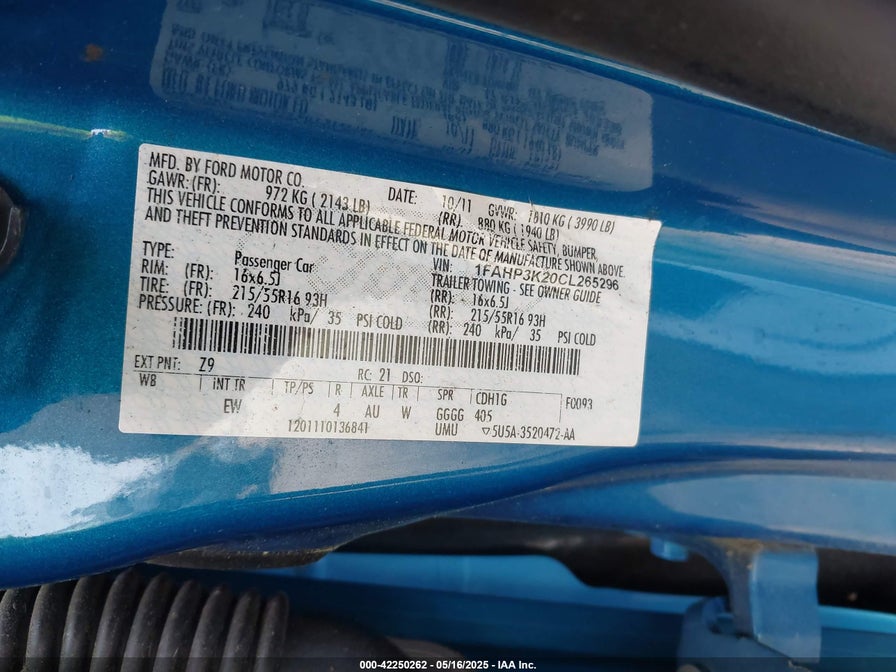 MFD. BY FORD MOTOR CO.
DATE: 10/11 GVWR: 1810 KG ( 3990 LB)
GAWR: (FR): 972 KG ( 2143 LB) (RR): 880 KG ( 1940 LB)
THIS VEHICLE CONFORMS TO ALL APPLICABLE FEDERAL MOTOR VEHICLE SAFETY, BUMPER,
AND THEFT PREVENTION STANDARDS IN EFFECT ON THE DATE OF MANUFACTURE SHOWN ABOVE.
VIN: 1FAHP3K20CL265296
TYPE: Passenger Car TRAILER TOWING - SEE OWNER GUIDE
RIM: (FR): 16x6.5J (RR): 16x6.5J
TIRE: (FR): 215/55R16 93H (RR): 215/55R16 93H
PRESSURE: (FR): 240 kPa/ 35 PSI COLD (RR): 240 kPa/ 35 PSI COLD
EXT PNT: Z9 RC: 21 DSO: F0093
WB INT TR TP/PS R AXLE TR SPR CDH1G
EW 4 AU W GGGG 405
1201110136841 UMU ▽5U5A-3520472-AA
000-42250262 - 05/16/2025 - IAA Inc.